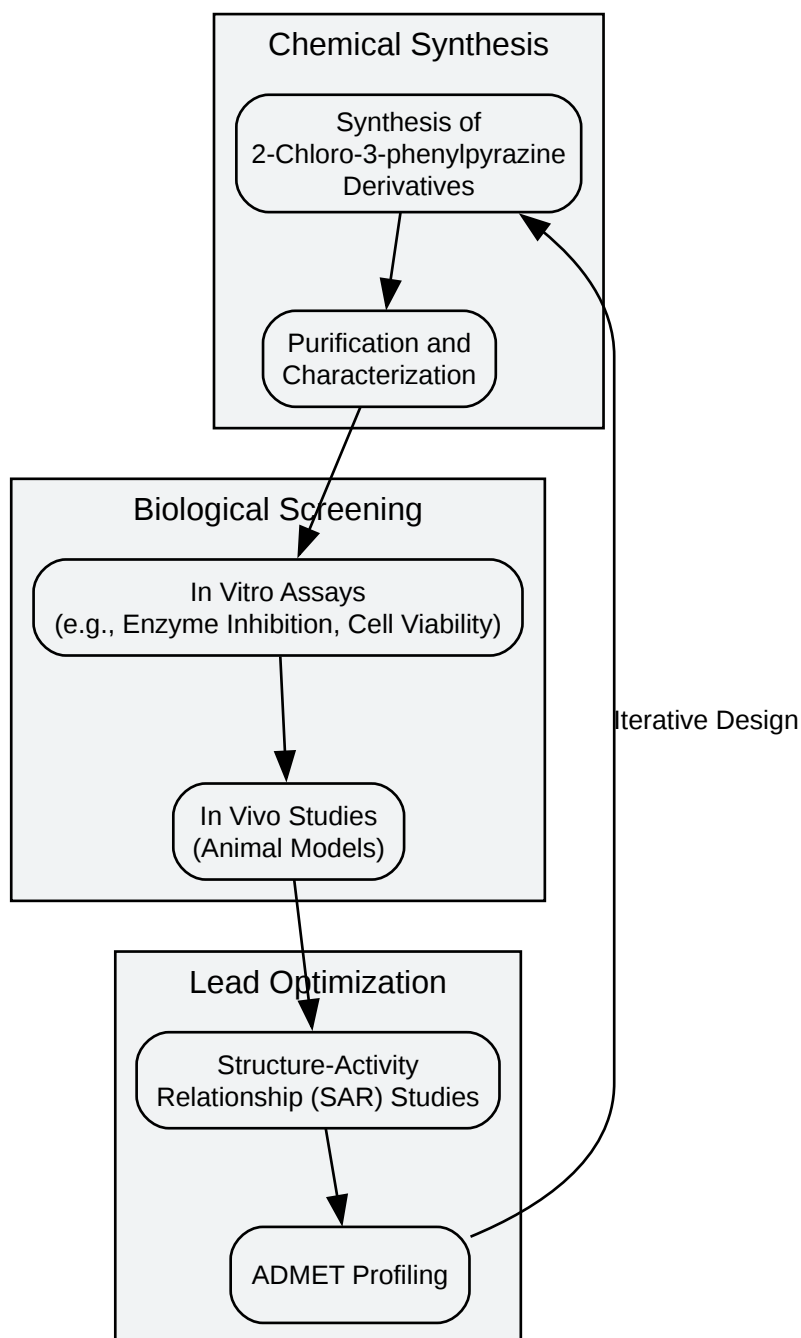 Chemical Synthesis
Synthesis of
2-Chloro-3-phenylpyrazine
Derivatives
Purification and
Characterization
Biological Screening
In Vitro Assays
(e.g., Enzyme Inhibition, Cell Viability)
Iterative Design
In Vivo Studies
(Animal Models)
Lead Optimization
Structure-Activity
Relationship (SAR) Studies
ADMET Profiling